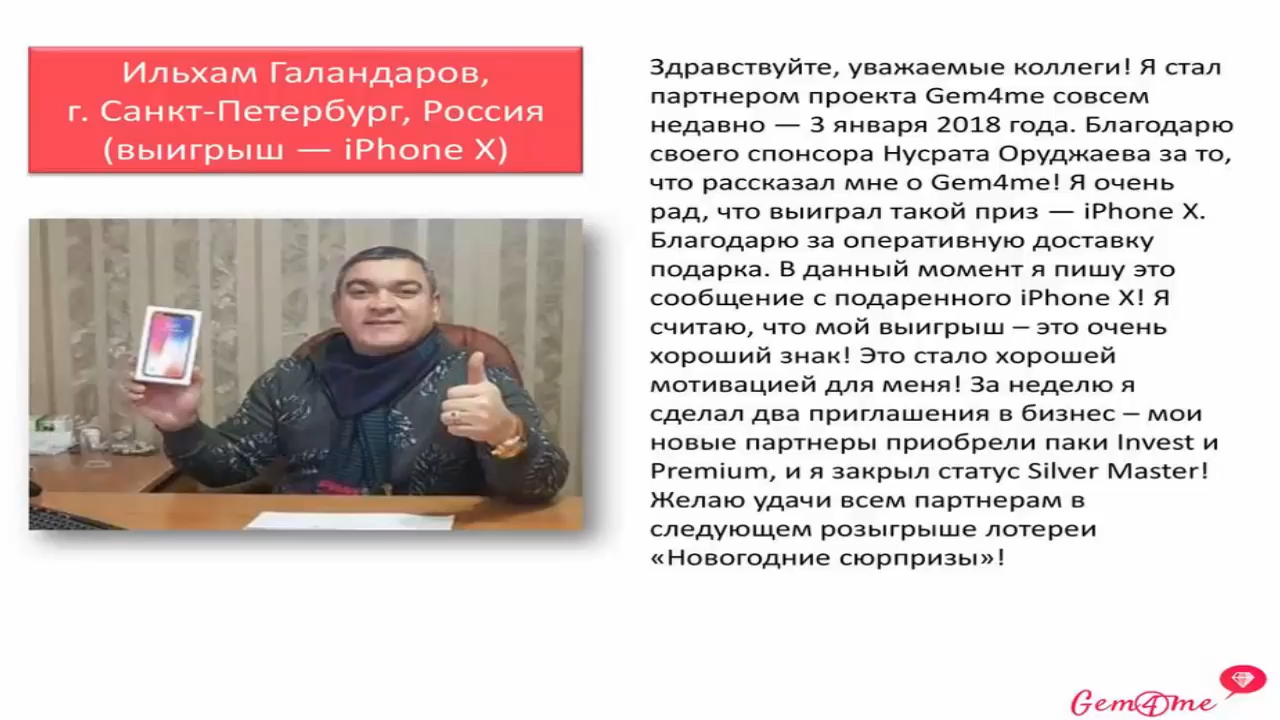 Ильхам Галандаров,
г. Санкт-Петербург, Россия
(выигрыш — iPhone X)
Здравствуйте, уважаемые коллеги! Я стал
партнером проекта Gem4me совсем
недавно — 3 января 2018 года. Благодарю
своего спонсора Нусрата Оруджаева за то,
что рассказал мне о Gem4me! Я очень
рад, что выиграл такой приз — iPhone X.
Благодарю за оперативную доставку
подарка. В данный момент я пишу это
сообщение с подаренного iPhone X! Я
считаю, что мой выигрыш – это очень
хороший знак! Это стало хорошей
мотивацией для меня! За неделю я
сделал два приглашения в бизнес – мои
новые партнеры приобрели паки Invest и
Premium, и я закрыл статус Silver Master!
Желаю удачи всем партнерам в
следующем розыгрыше лотереи
«Новогодние сюрпризы»!
Gem4me